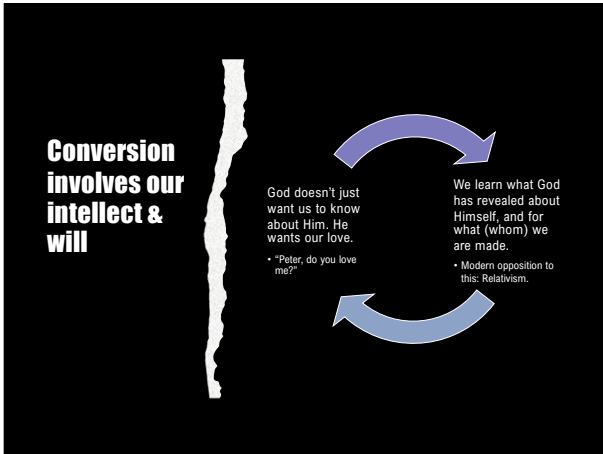 Conversion
involves our
intellect &
will
God doesn't just
want us to know
about Him. He
wants our love.
• "Peter, do you love
me?"
We learn what God
has revealed about
Himself, and for
what (whom) we
are made.
• Modern opposition to
this: Relativism.